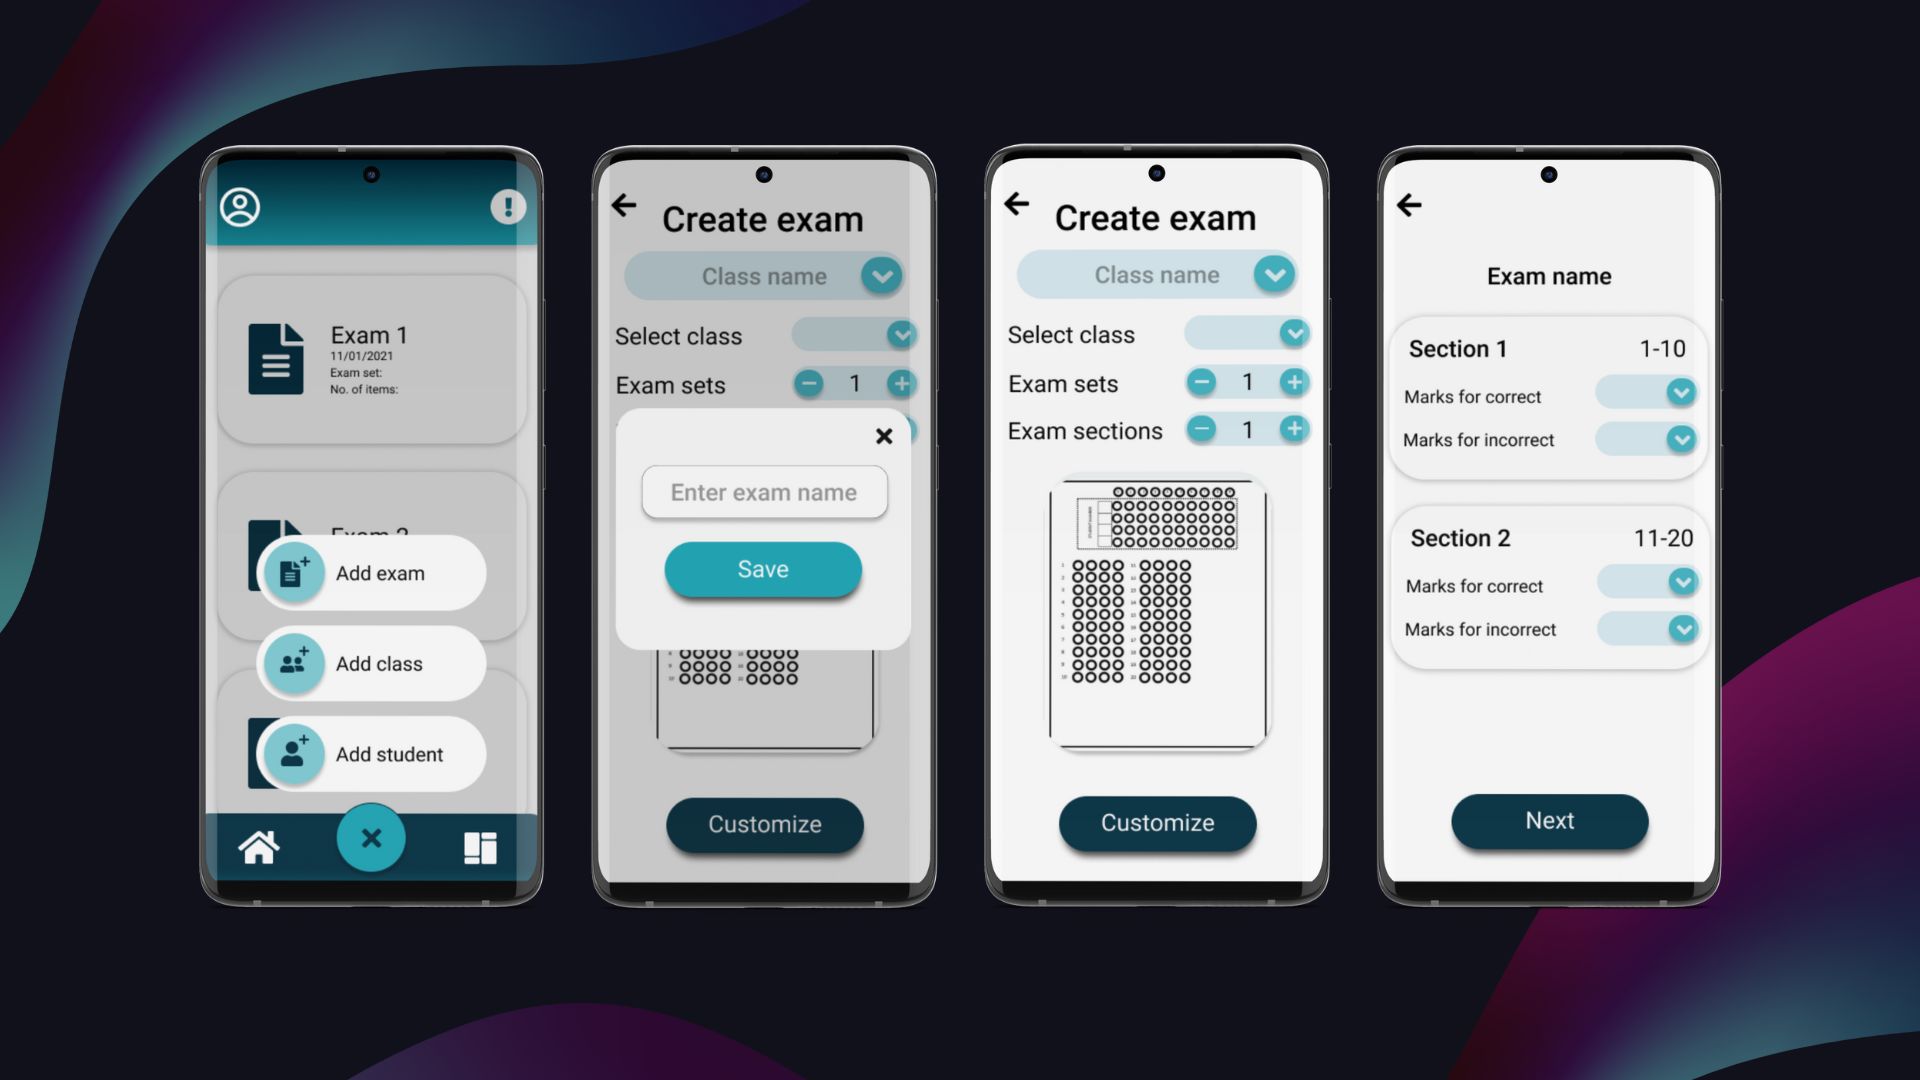 Exam 1
11/01/2021
Exam set:
No. of items:
Add exam
Add class
Add student
Create exam
Class name
Select class
Exam sets
1
Enter exam name
Save
Customize
Create exam
Class name
Select class
Exam sets
1
Exam sections
1
Customize
Exam name
Section 1
1-10
Marks for correct
Marks for incorrect
Section 2
11-20
Marks for correct
Marks for incorrect
Next